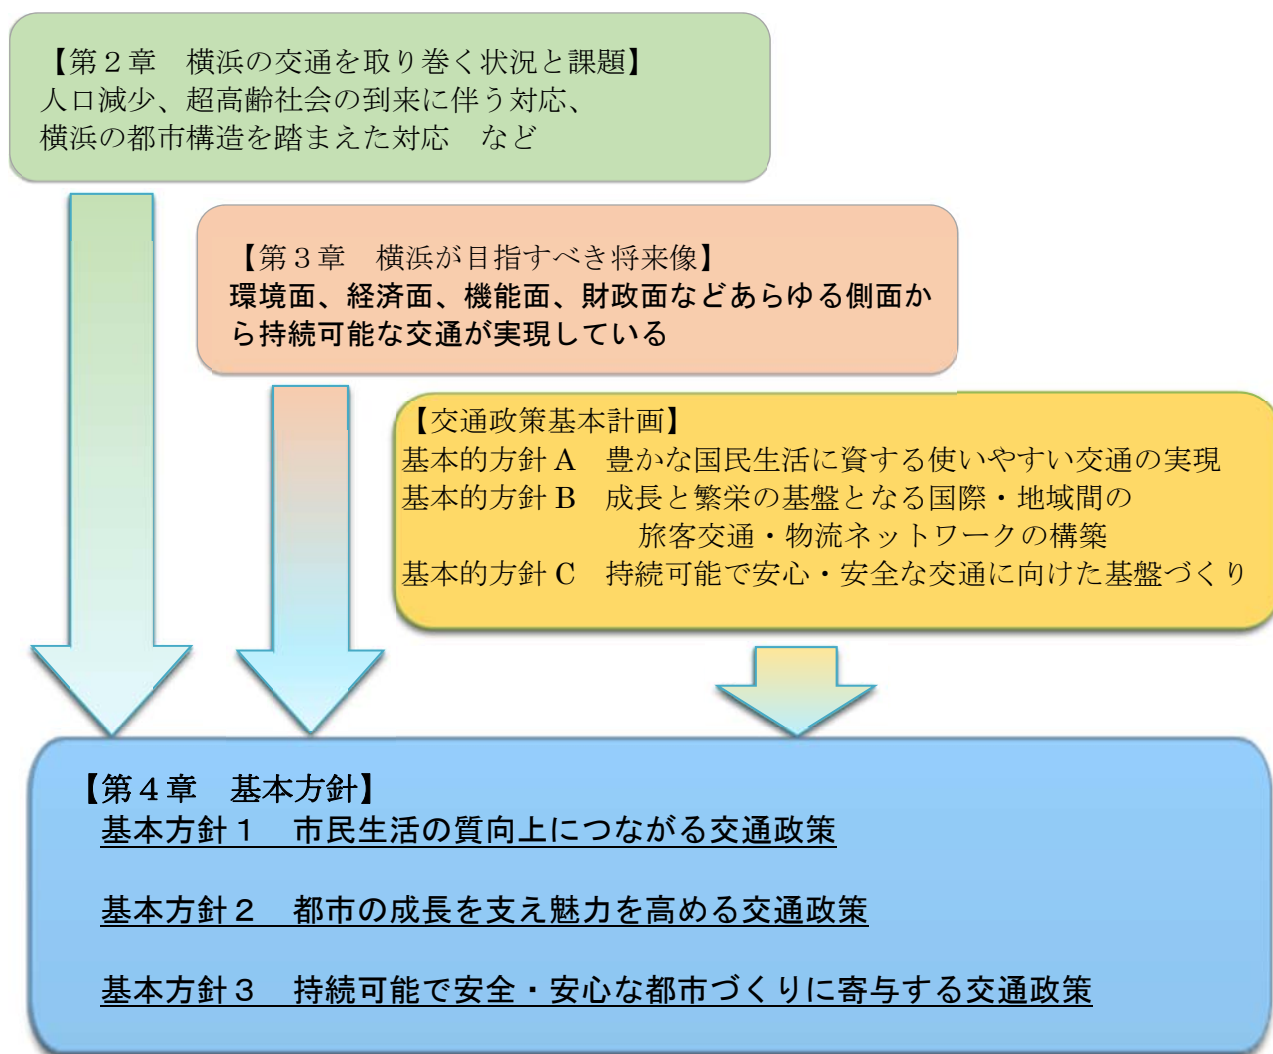 【第２章　横浜の交通を取り巻く状況と課題】
人口減少、超高齢社会の到来に伴う対応、
横浜の都市構造を踏まえた対応　など
【第３章　横浜が目指すべき将来像】
環境面、経済面、機能面、財政面などあらゆる側面か
ら持続可能な交通が実現している
【交通政策基本計画】
基本的方針 A　豊かな国民生活に資する使いやすい交通の実現
基本的方針 B　成長と繁栄の基盤となる国際・地域間の
旅客交通・物流ネットワークの構築
基本的方針 C　持続可能で安心・安全な交通に向けた基盤づくり
【第４章　基本方針】
基本方針１　市民生活の質向上につながる交通政策
基本方針２　都市の成長を支え魅力を高める交通政策
基本方針３　持続可能で安全・安心な都市づくりに寄与する交通政策